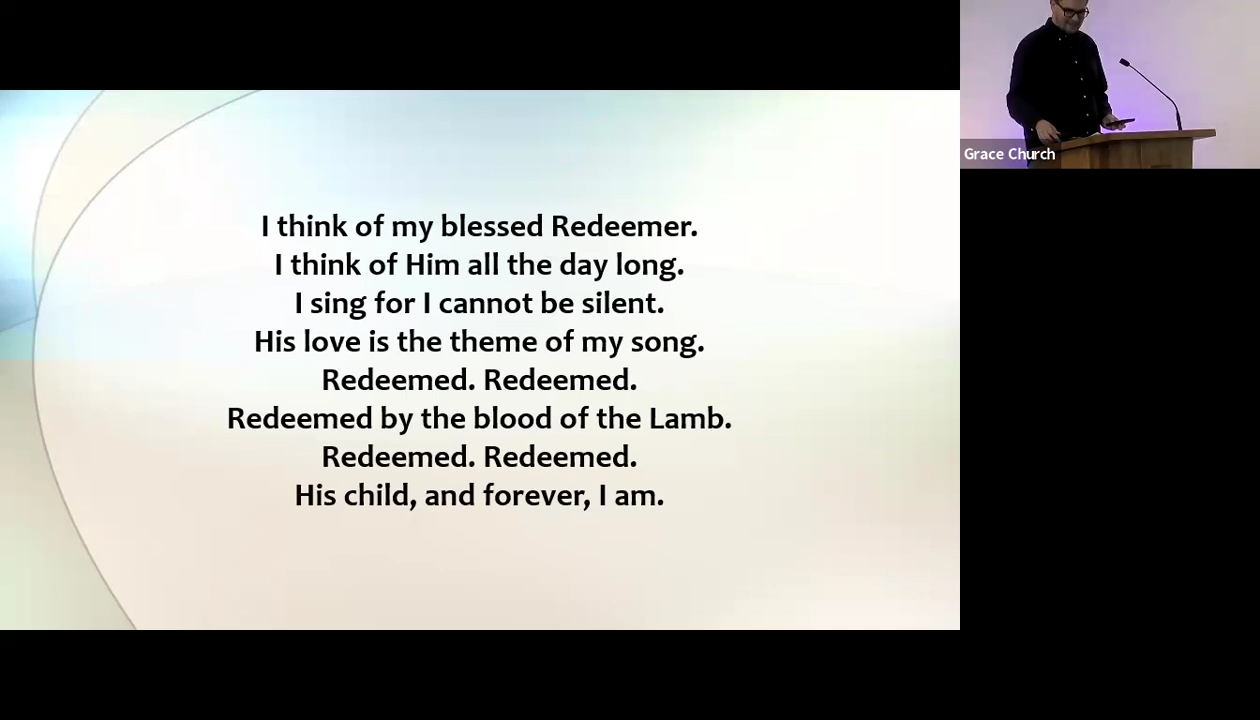 I think of my blessed Redeemer.
I think of Him all the day long.
I sing for I cannot be silent.
His love is the theme of my song.
Redeemed. Redeemed.
Redeemed by the blood of the Lamb.
Redeemed. Redeemed.
His child, and forever, I am.
Grace Church